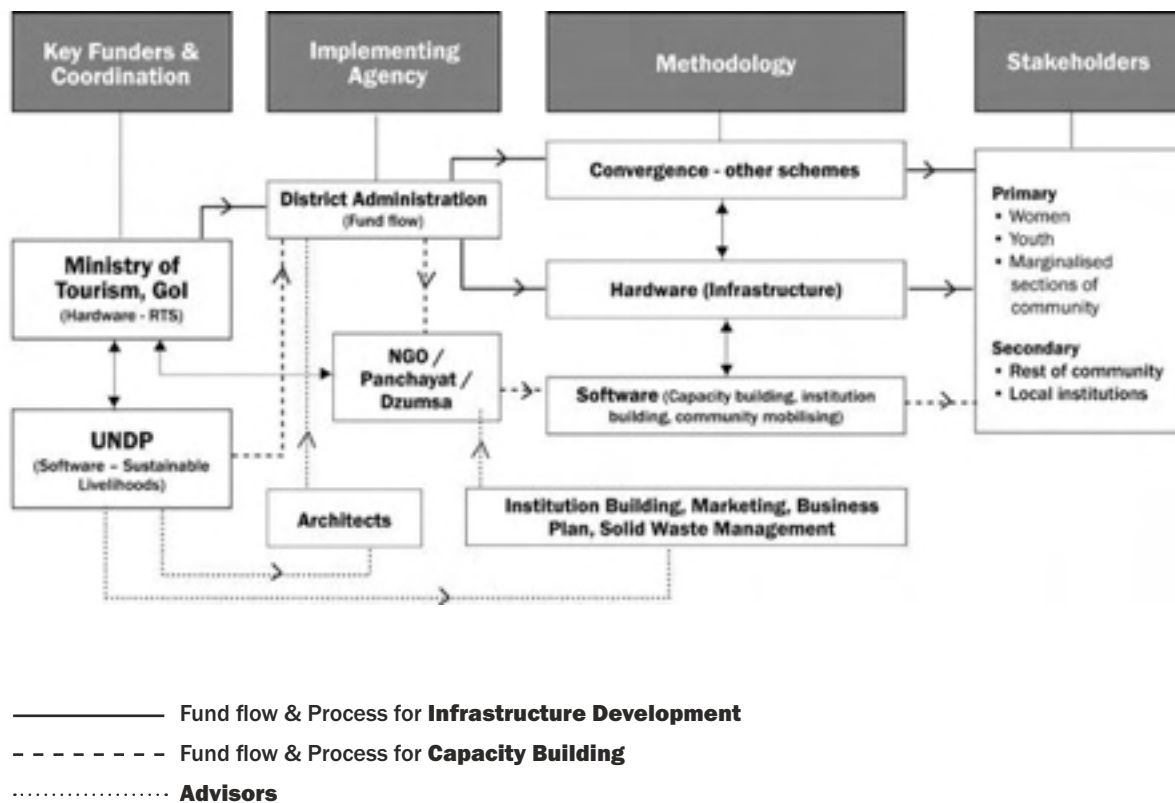 Key Funders &
Coordination
Implementing
Agency
Methodology
Stakeholders
Convergence - other schemes
District Administration
(Fund flow)
Primary
• Women
• Youth
• Marginalised
sections of
community
Ministry of
Tourism, GoI
(Hardware - RTS)
Hardware (Infrastructure)
NGO /
Panchayat /
Dzumsa
Secondary
• Rest of community
• Local institutions
Software (Capacity building, institution
building, community mobilising)
UNDP
(Software – Sustainable
Livelihoods)
Architects
Institution Building, Marketing, Business
Plan, Solid Waste Management
Fund flow & Process for Infrastructure Development
Fund flow & Process for Capacity Building
Advisors